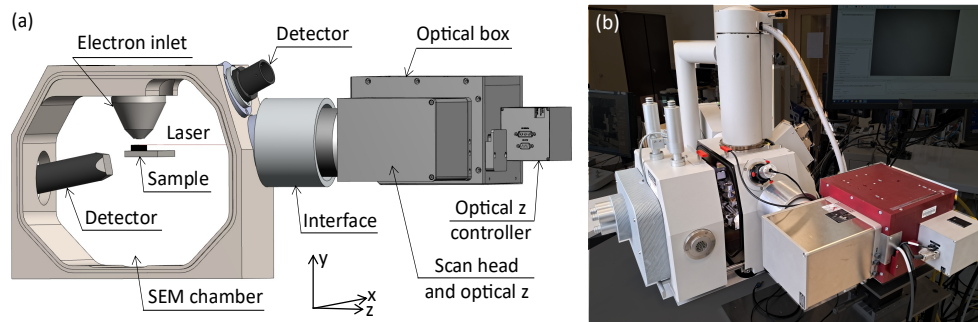 (a)
Electron inlet
Detector
Optical box
Laser
Sample
Detector
Interface
Optical z
controller
Scan head
and optical z
SEM chamber
y
x
z
(b)